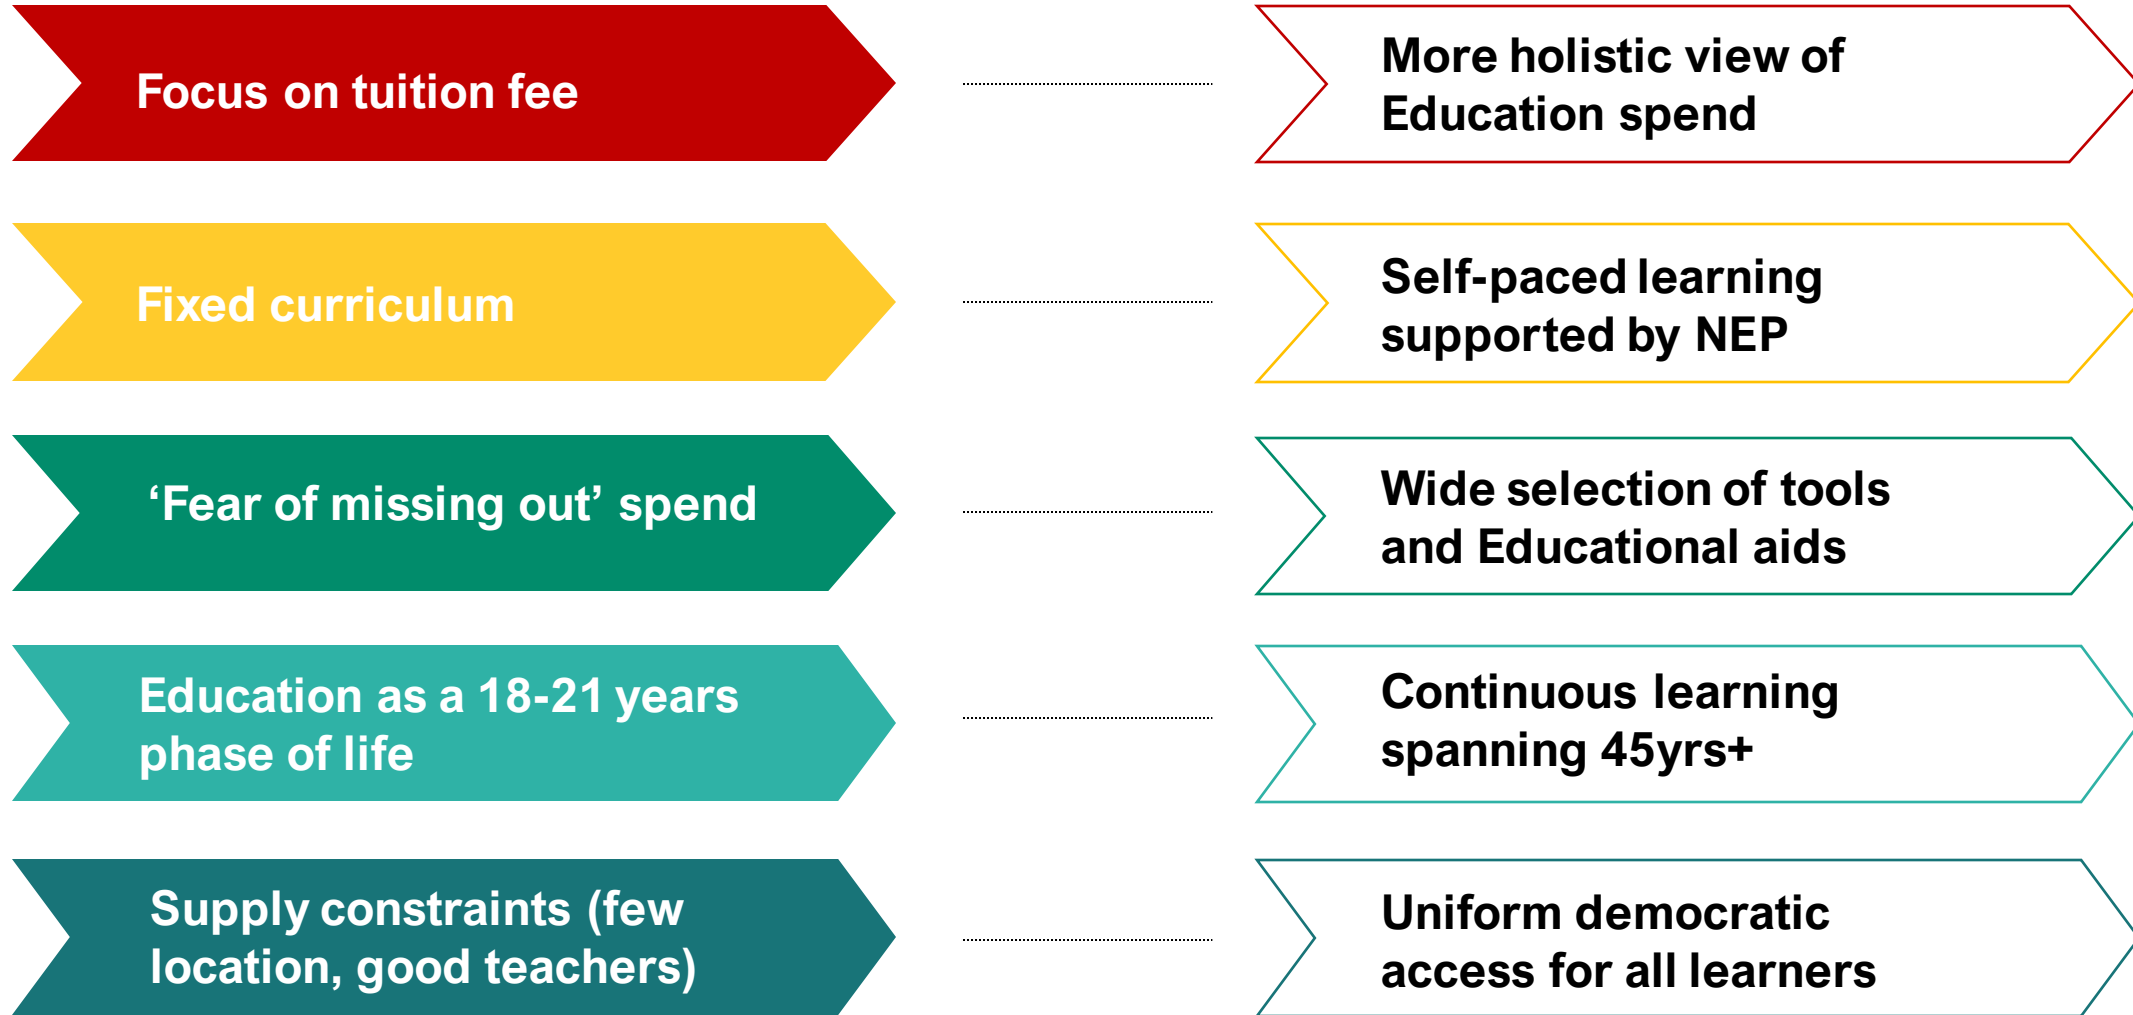 Focus on tuition fee
More holistic view of
Education spend
Fixed curriculum
Self-paced learning
supported by NEP
‘Fear of missing out’ spend
Wide selection of tools
and Educational aids
Education as a 18-21 years
phase of life
Continuous learning
spanning 45yrs+
Supply constraints (few
location, good teachers)
Uniform democratic
access for all learners